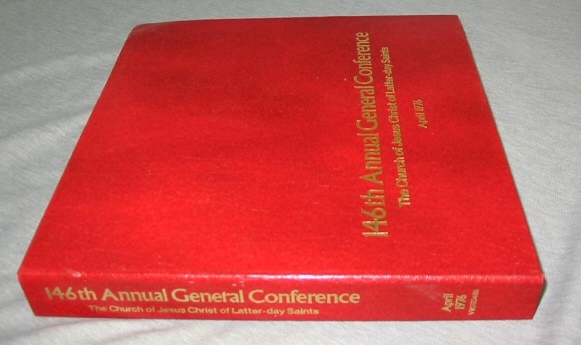 146th Annual General Conference
The Church of Jesus Christ of Latter-day Saints
April 1976
146th Annual General Conference
The Church of Jesus Christ of Latter-day Saints
April
1976